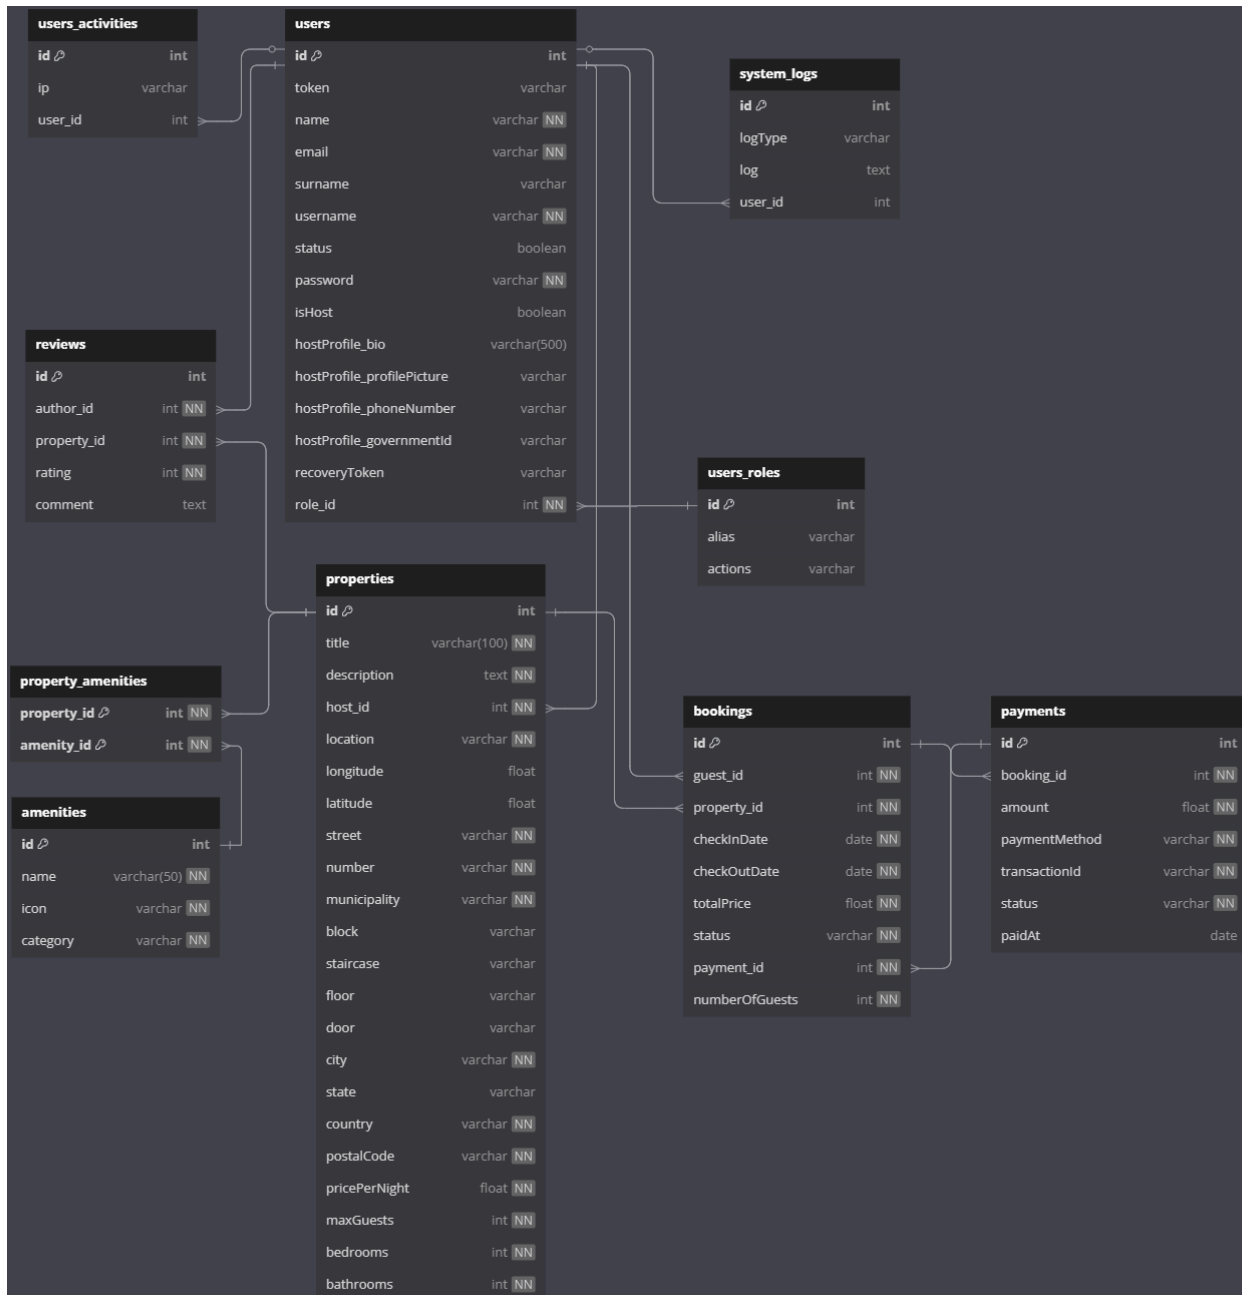 users_activities
id int
ip varchar
user_id int
users
id int
token varchar
name varchar NN
email varchar NN
surname varchar
username varchar NN
status boolean
password varchar NN
isHost boolean
hostProfile_bio varchar(500)
hostProfile_profilePicture varchar
hostProfile_phoneNumber varchar
hostProfile_governmentId varchar
recoveryToken varchar
role_id int NN
system_logs
id int
logType varchar
log text
user_id int
reviews
id int
author_id int NN
property_id int NN
rating int NN
comment text
users_roles
id int
alias varchar
actions varchar
properties
id int
title varchar(100) NN
description text NN
host_id int NN
location varchar NN
longitude float
latitude float
street varchar NN
number varchar NN
municipality varchar NN
block varchar
staircase varchar
floor varchar
door varchar
city varchar NN
state varchar
country varchar NN
postalCode varchar NN
pricePerNight float NN
maxGuests int NN
bedrooms int NN
bathrooms int NN
property_amenities
property_id int NN
amenity_id int NN
amenities
id int
name varchar(50) NN
icon varchar NN
category varchar NN
bookings
id int
guest_id int NN
property_id int NN
checkInDate date NN
checkOutDate date NN
totalPrice float NN
status varchar NN
payment_id int NN
numberOfGuests int NN
payments
id int
booking_id int NN
amount float NN
paymentMethod varchar NN
transactionId varchar NN
status varchar NN
paidAt date